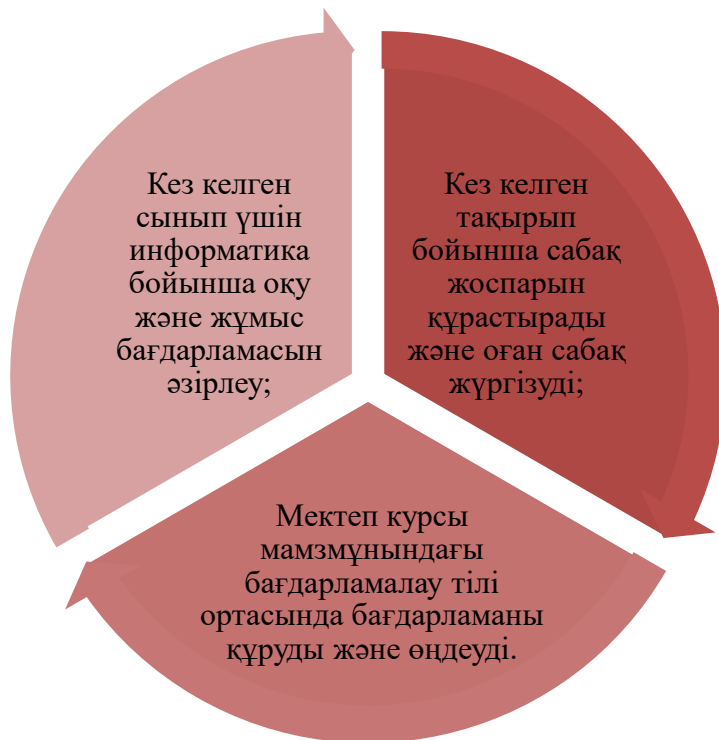 Кез келген
сынып үшін
информатика
бойынша оқу
және жұмыс
бағдарламасын
әзірлеу;
Кез келген
тақырып
бойынша сабақ
жоспарын
құрастырады
және оған сабақ
жүргізуді;
Мектеп курсы
мамзмұнындағы
бағдарламалау тілі
ортасында бағдарламаны
құруды және өңдеуді.